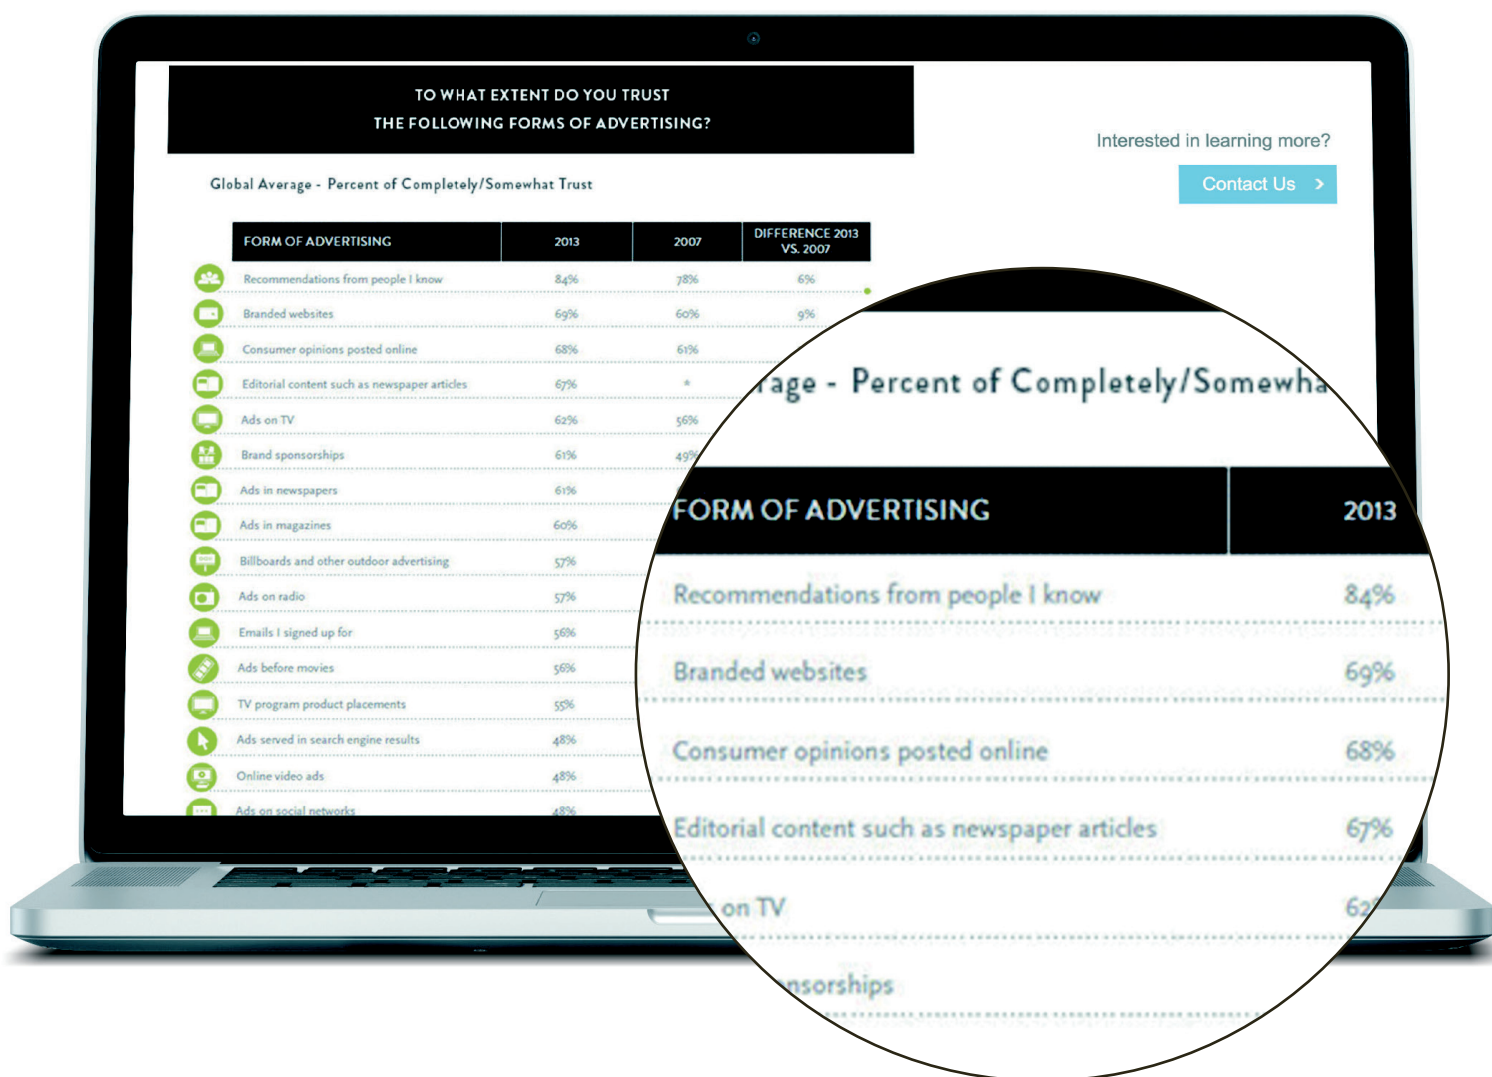 TO WHAT EXTENT DO YOU TRUST
THE FOLLOWING FORMS OF ADVERTISING?
Interested in learning more?
Contact Us >
Global Average - Percent of Completely/Somewhat Trust
FORM OF ADVERTISING 2013 2007 DIFFERENCE 2013 VS. 2007
Recommendations from people I know 84% 78% 6%
Branded websites 69% 60% 9%
Consumer opinions posted online 68% 61%
Editorial content such as newspaper articles 67% *
Ads on TV 62% 56%
Brand sponsorships 61% 49%
Ads in newspapers 61%
Ads in magazines 60%
Billboards and other outdoor advertising 57%
Ads on radio 57%
Emails I signed up for 56%
Ads before movies 56%
TV program product placements 55%
Ads served in search engine results 48%
Online video ads 48%
Ads on social networks 48%
rage - Percent of Completely/Somewha
FORM OF ADVERTISING 2013
Recommendations from people I know 84%
Branded websites 69%
Consumer opinions posted online 68%
Editorial content such as newspaper articles 67%
on TV 62
nsorships